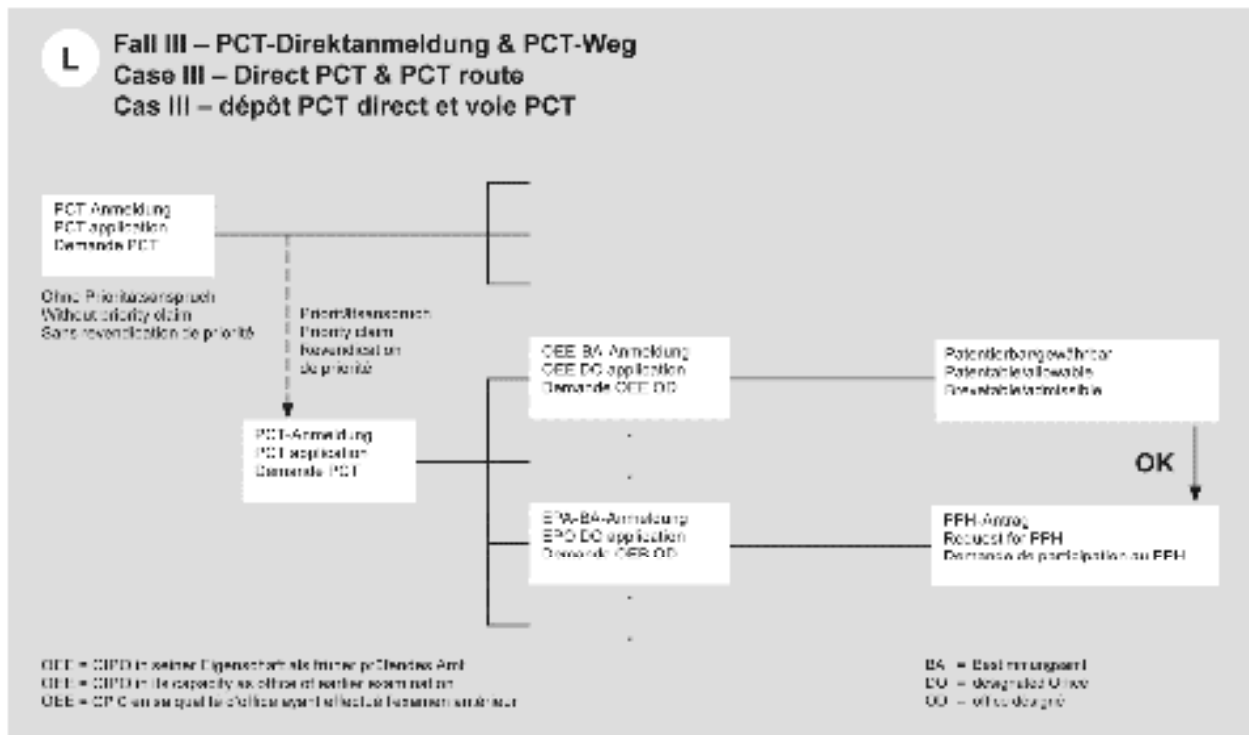 L
Fall III – PCT-Direktanmeldung & PCT-Weg
Case III – Direct PCT & PCT route
Cas III – dépôt PCT direct et voie PCT
PCT-Anmeldung
PCT application
Demande PCT
Ohne Prioritätsanspruch
Without priority claim
Sans revendication de priorité
Prioritätsanspruch
Priority claim
Revendication
de priorité
OEE-BA-Anmeldung
OEE DO application
Demande OEE OD
Patentierbar/gewährbar
Patentable/allowable
Brevetable/admissible
PCT-Anmeldung
PCT application
Demande PCT
OK
EPA-BA-Anmeldung
EPO DO application
Demande OEB OD
PPH-Antrag
Request for PPH
Demande de participation au PPH
OEE = CIPO in seiner Eigenschaft als früher prüfendes Amt
OEE = CIPO in its capacity as office of earlier examination
OEE = OPIC en sa qualité d'office ayant effectué l'examen antérieur
BA = Bestimmungsamt
DO = designated Office
OD = office désigné